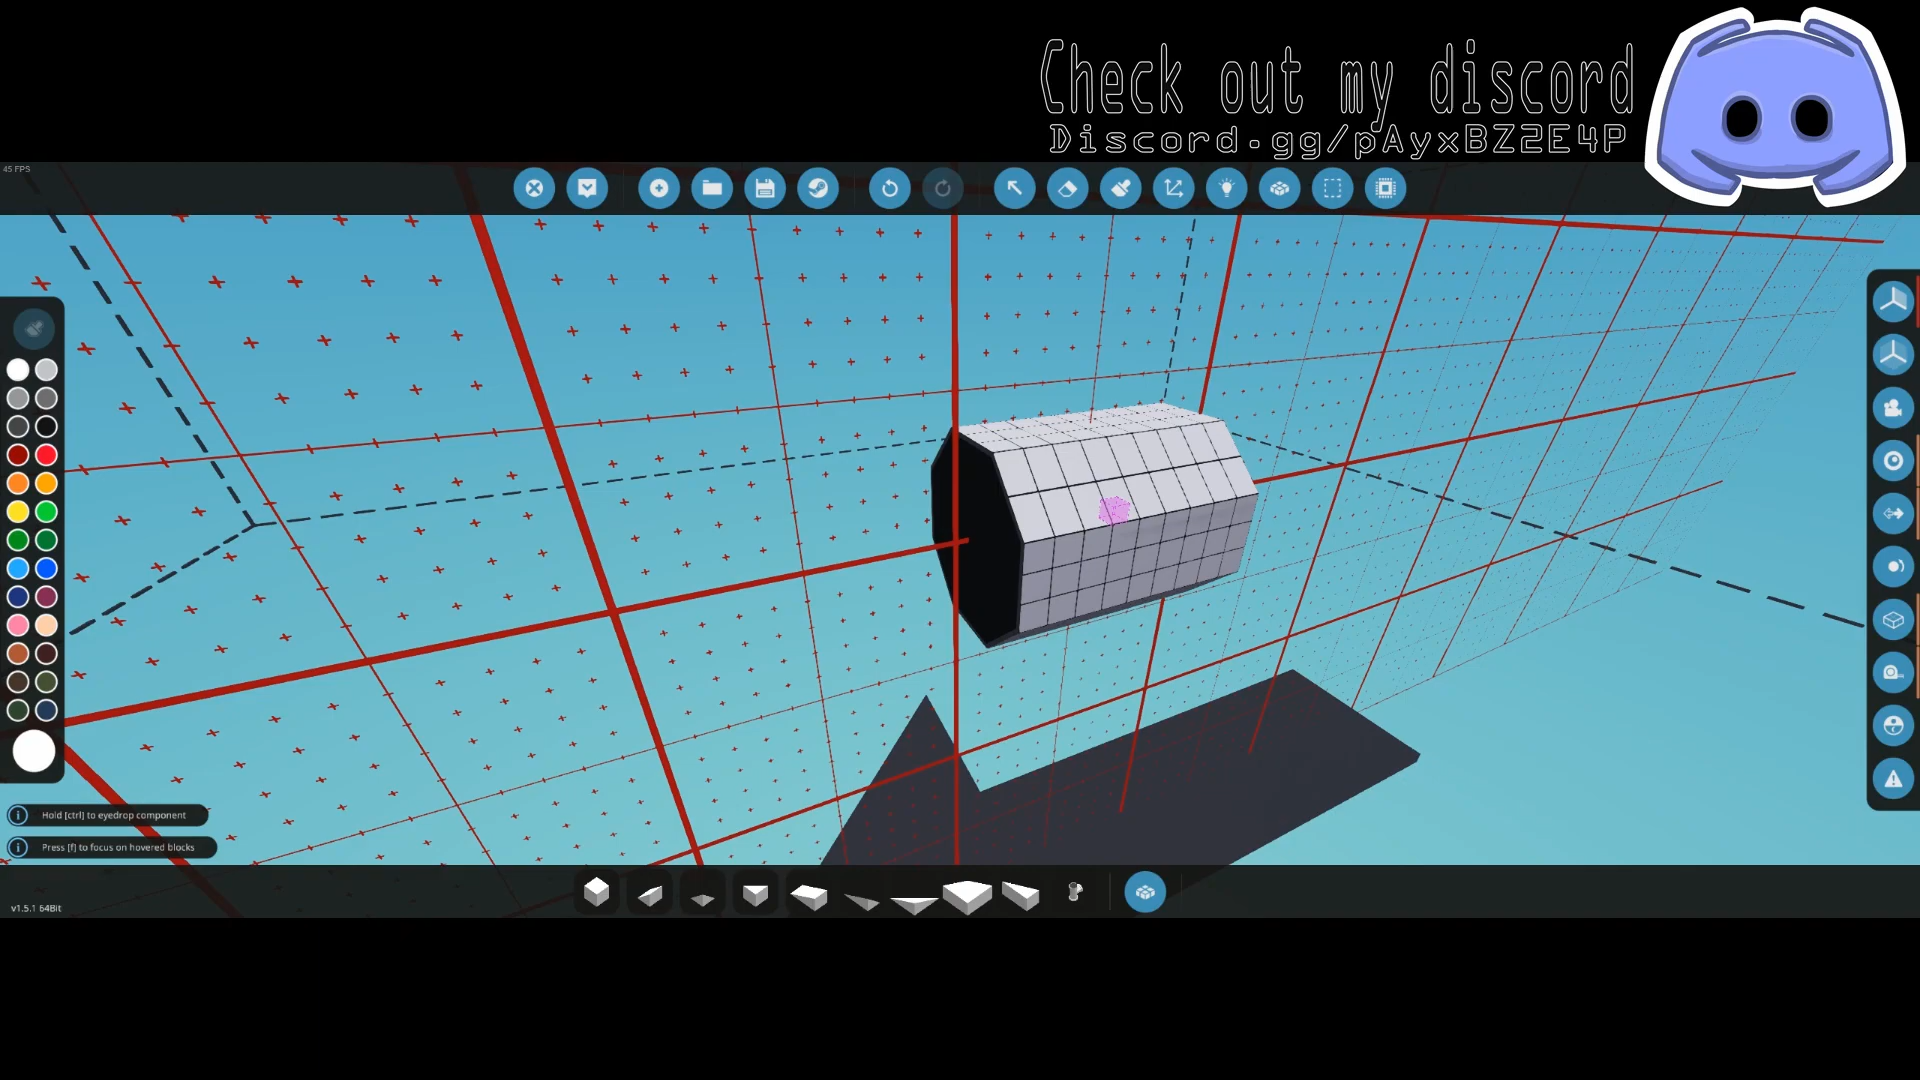 Check out my discord
Discord.gg/pAyxBZ2E4P
45 FPS
Hold [ctrl] to eyedrop component
Press [f] to focus on hovered blocks
v1.5.1 64Bit